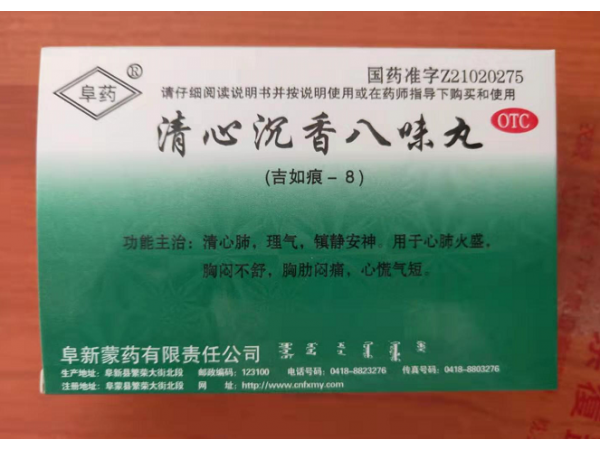 阜药®
国药准字Z21020275
请仔细阅读说明书并按说明使用或在药师指导下购买和使用
清心沉香八味丸 OTC
(吉如痕-8)
功能主治：清心肺，理气，镇静安神。用于心肺火盛，
胸闷不舒，胸肋闷痛，心慌气短。
阜新蒙药有限责任公司
生产地址：阜新县繁荣大街北段 邮政编码：123100 电话号码：0418-8823276 传真号码：0418-8803276
注册地址：阜蒙县繁荣大街北段 网 址：http://www.cnfxmy.com